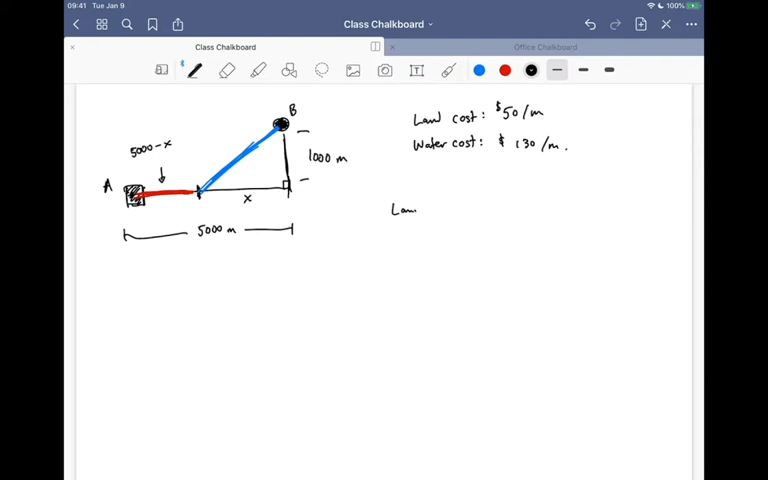 09:41 Tue Jan 9
100%
Class Chalkboard
Class Chalkboard
Office Chalkboard
T
B
Land cost: $50/m
Water cost: $ 130/m.
5000-x
1000 m
A
x
5000 m
Lan